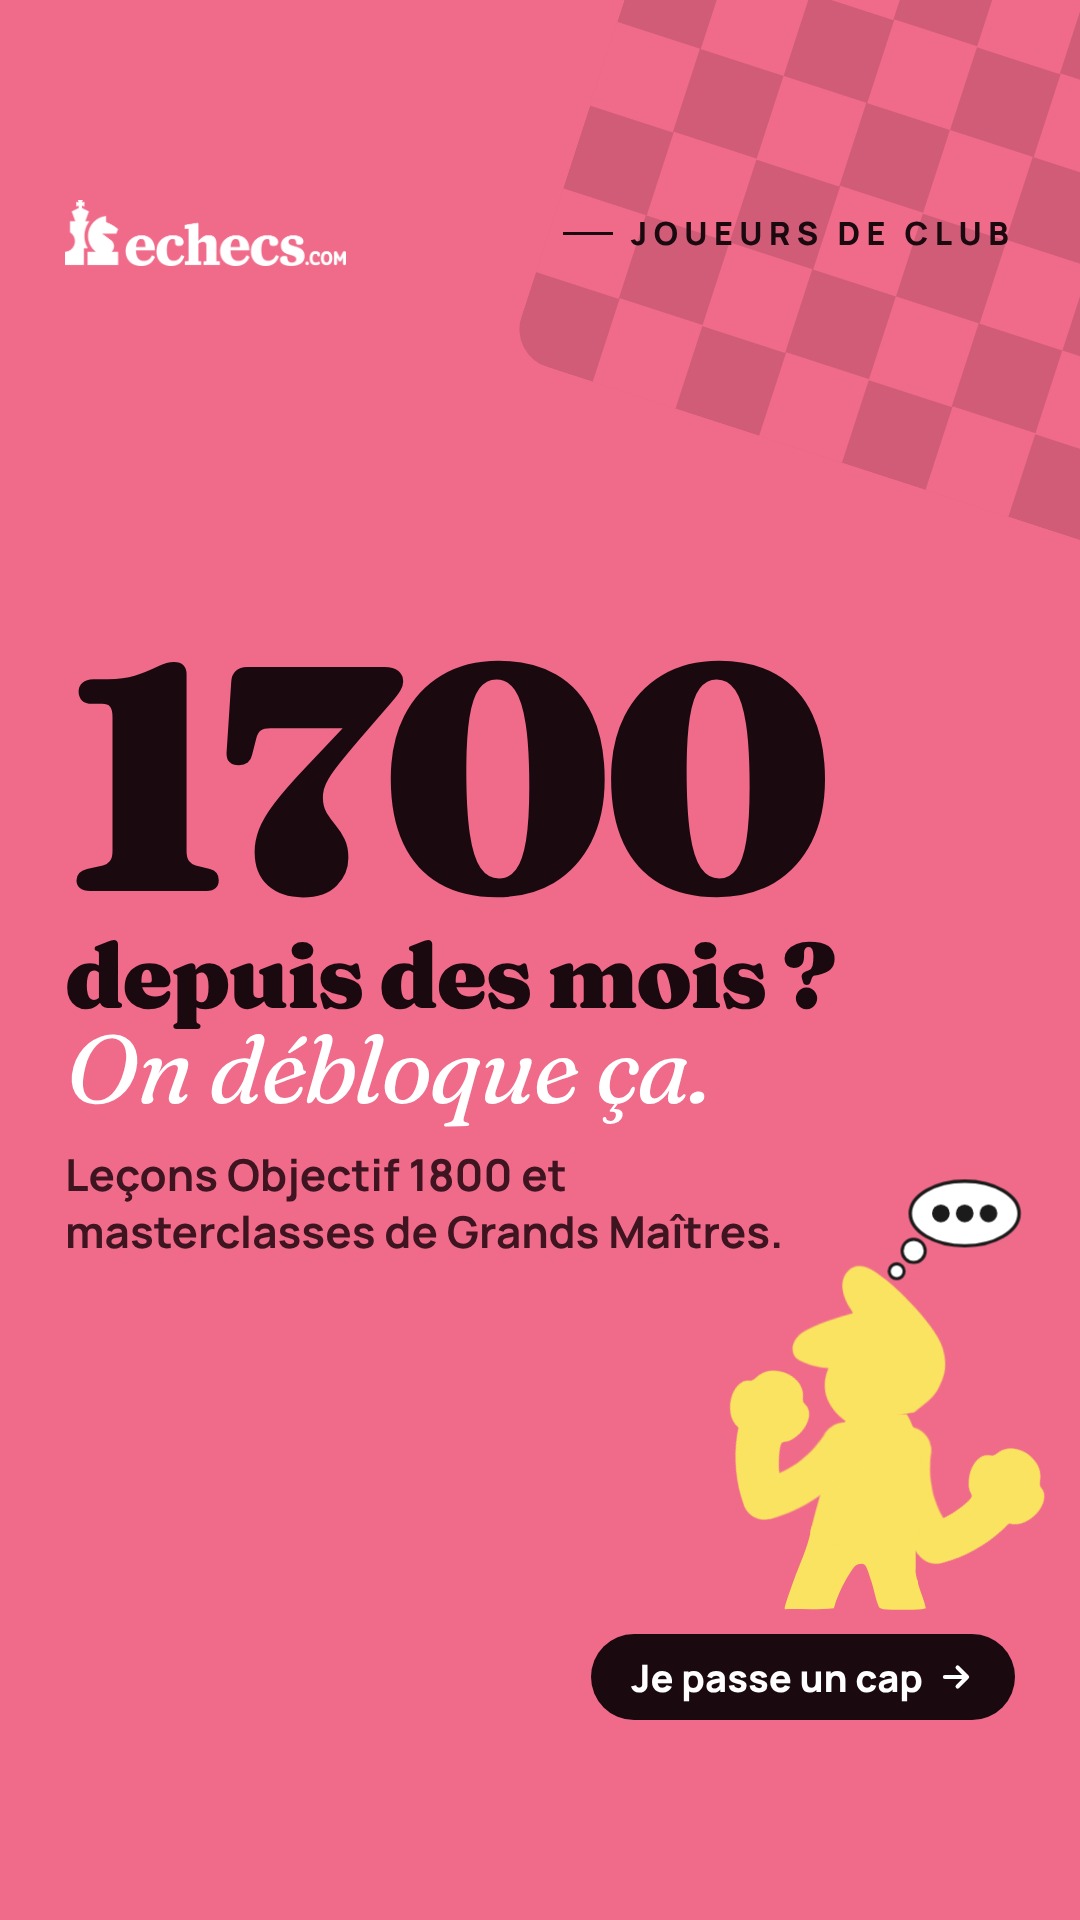 echecs.COM
— JOUEURS DE CLUB
1700
depuis des mois ?
On débloque ça.
Leçons Objectif 1800 et
masterclasses de Grands Maîtres.
Je passe un cap →